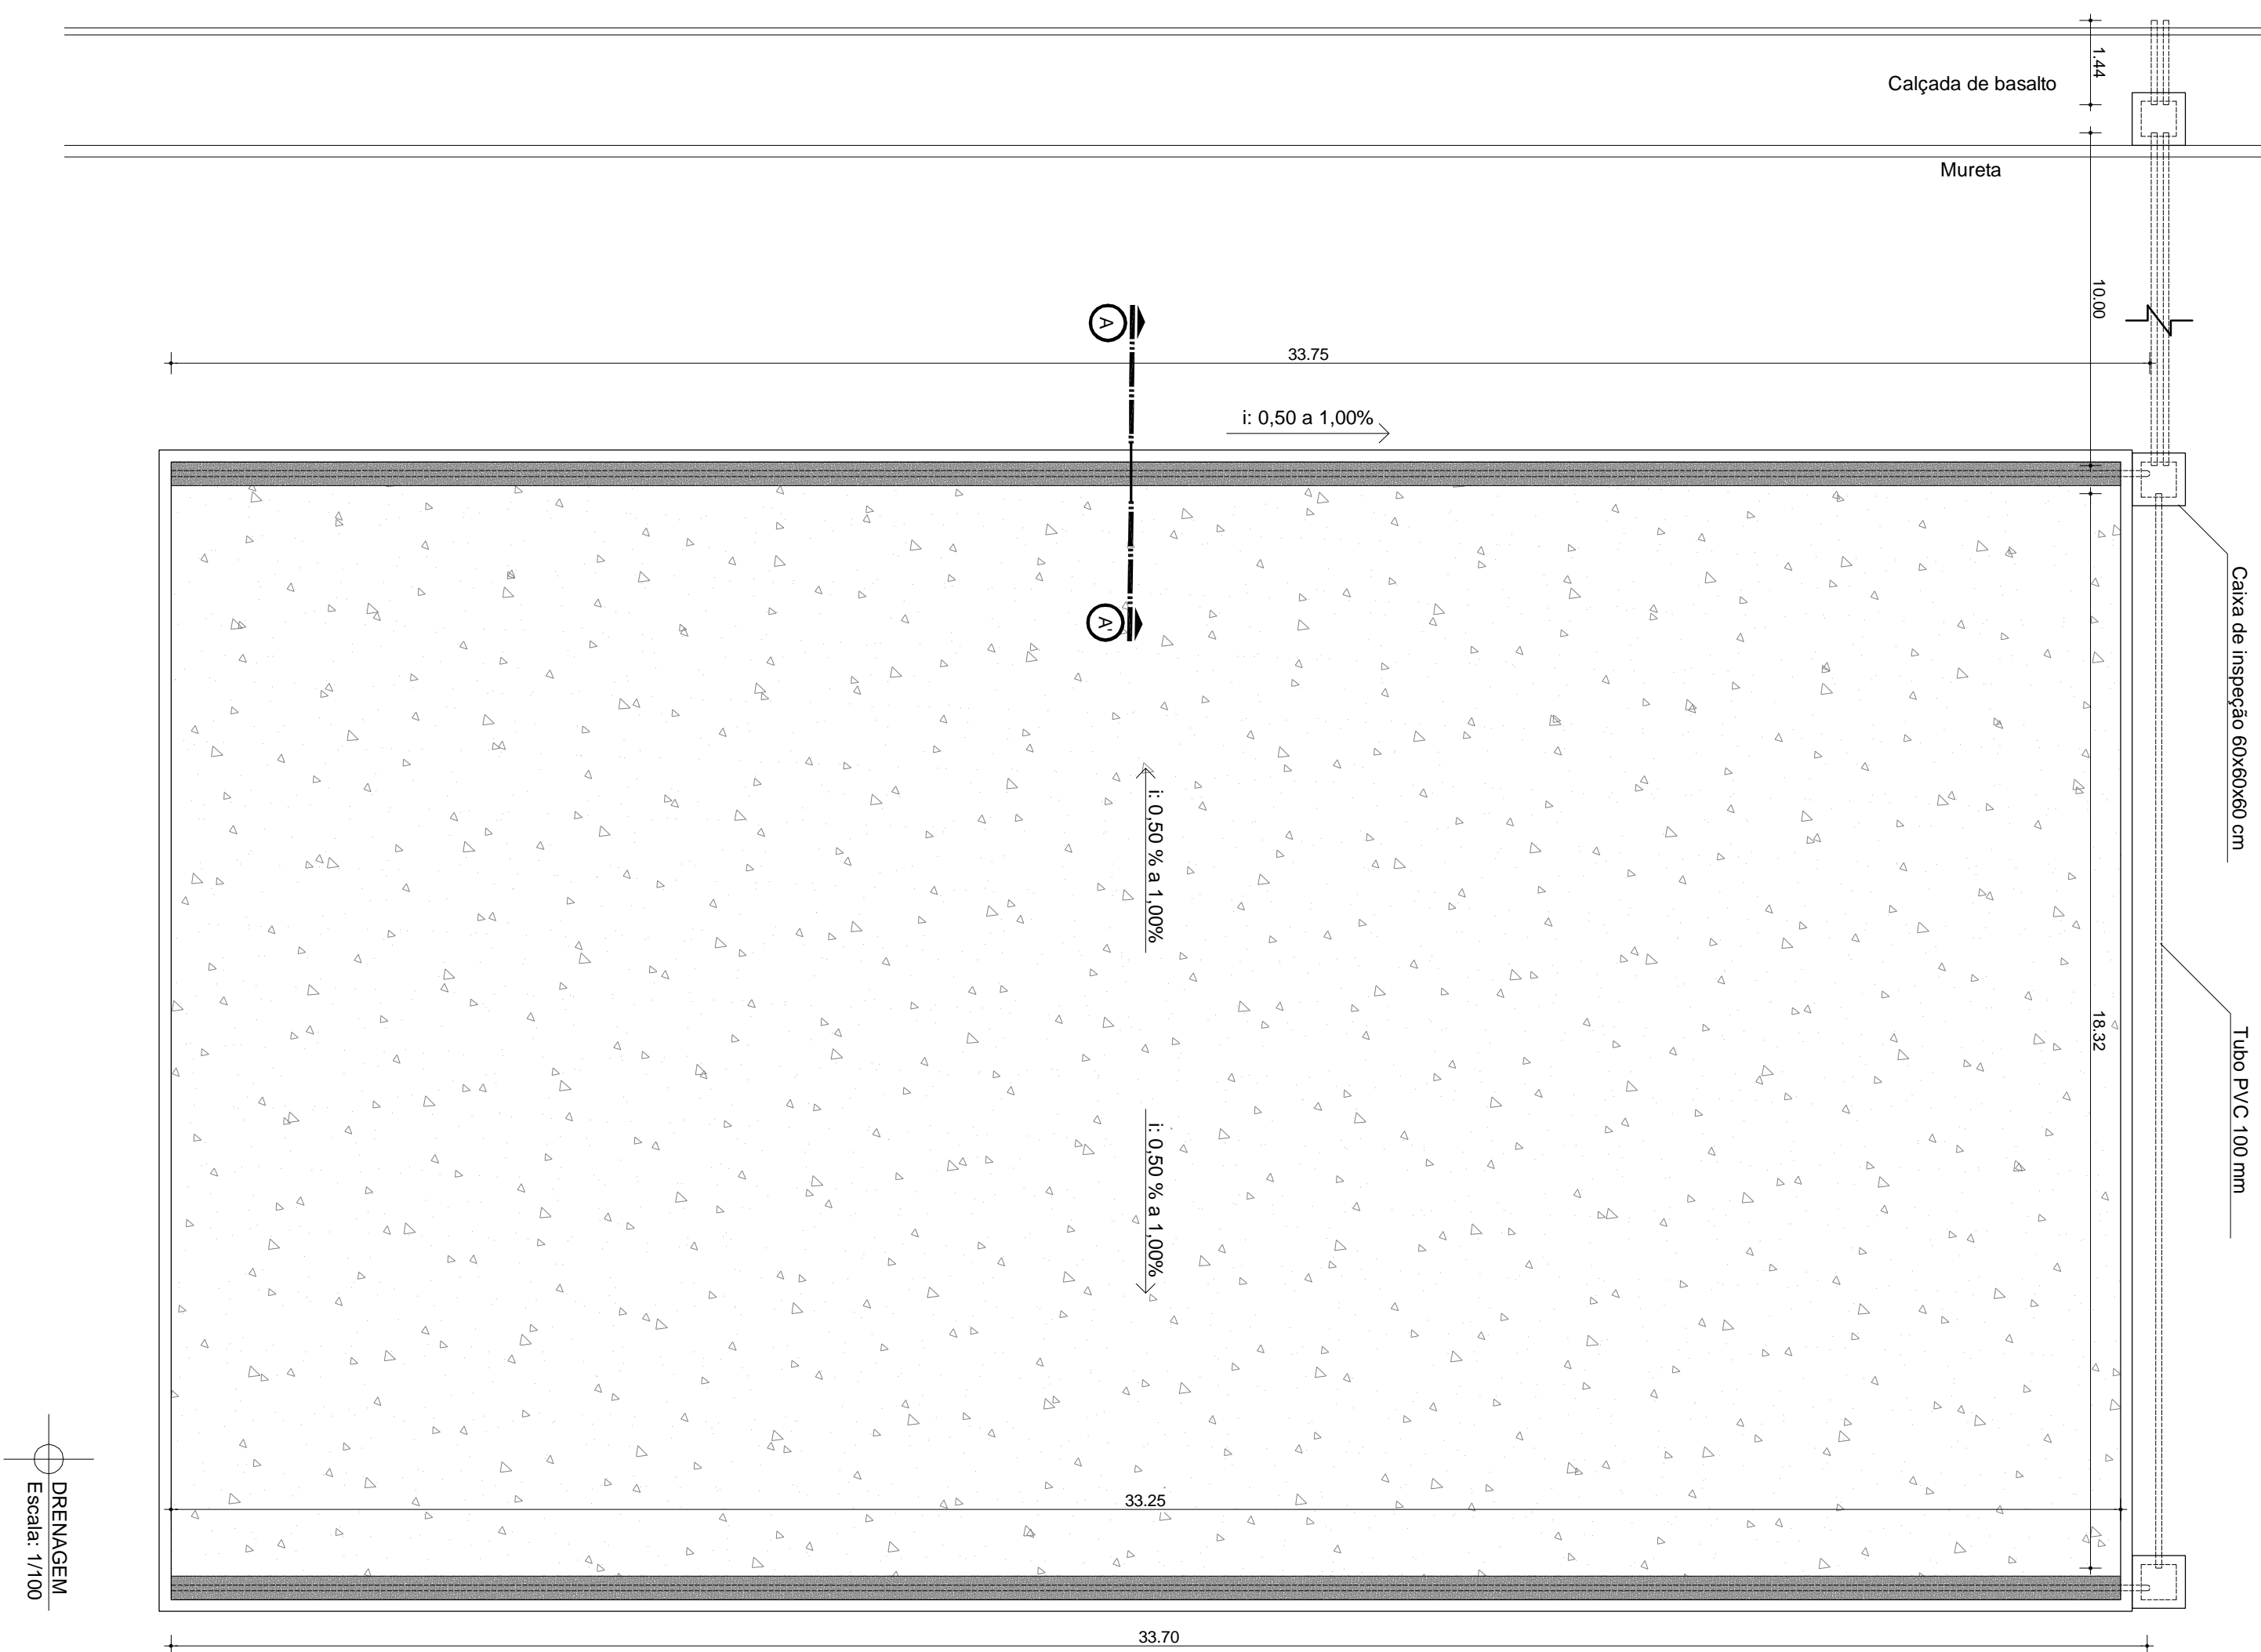 1.44
Calçada de basalto
Mureta
10.00
A
33.75
i: 0,50 a 1,00%
Caixa de inspeção 60x60x60 cm
A'
i: 0,50 % a 1,00%
18.32
Tubo PVC 100 mm
i: 0,50 % a 1,00%
33.25
DRENAGEM
Escala: 1/100
33.70